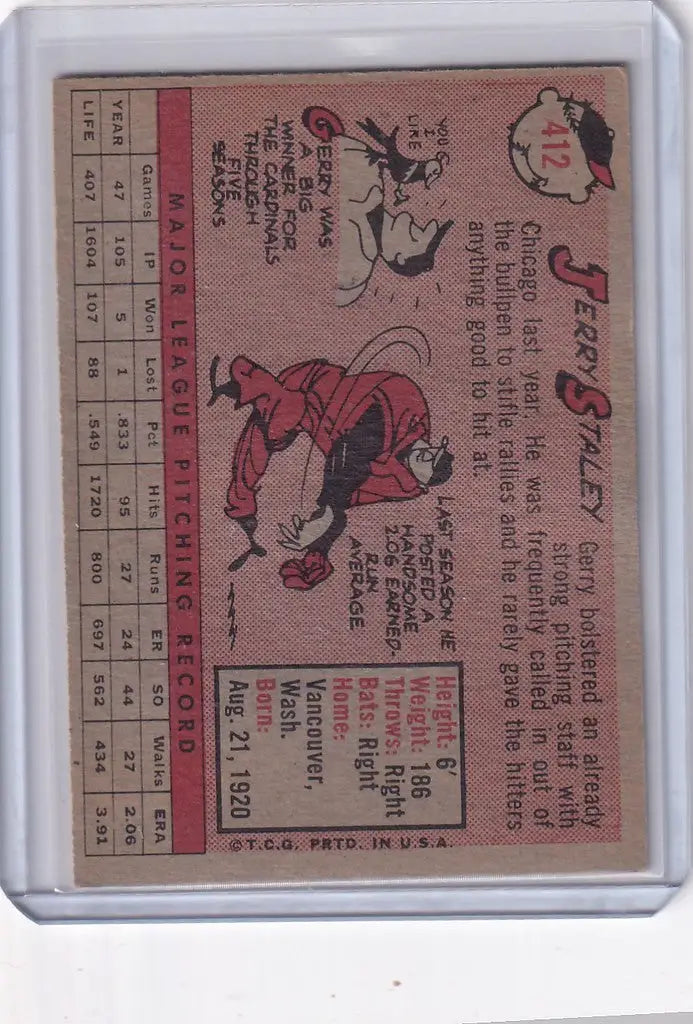 412
JERRY STALEY
Gerry bolstered an already
strong pitching staff with
Chicago last year. He was frequently called in out of
the bullpen to stifle rallies and he rarely gave the hitters
anything good to hit at.
YOU'S
I
LIKE
GERRY WAS
A BIG
WINNER FOR
THE CARDINALS
THROUGH
FIVE
SEASONS
LAST SEASON HE
POSTED A
HANDSOME
2.06 EARNED-
RUN
AVERAGE
Height: 6'
Weight: 186
Throws: Right
Bats: Right
Home:
Vancouver,
Wash.
Born:
Aug. 21, 1920
©T.C.G. PRTD. IN U.S.A.
MAJOR LEAGUE PITCHING RECORD
Games IP Won Lost Pct Hits Runs ER SO Walks ERA
YEAR 47 105 5 1 .833 95 27 24 44 27 2.06
LIFE 407 1604 107 88 .549 1720 800 697 562 434 3.91